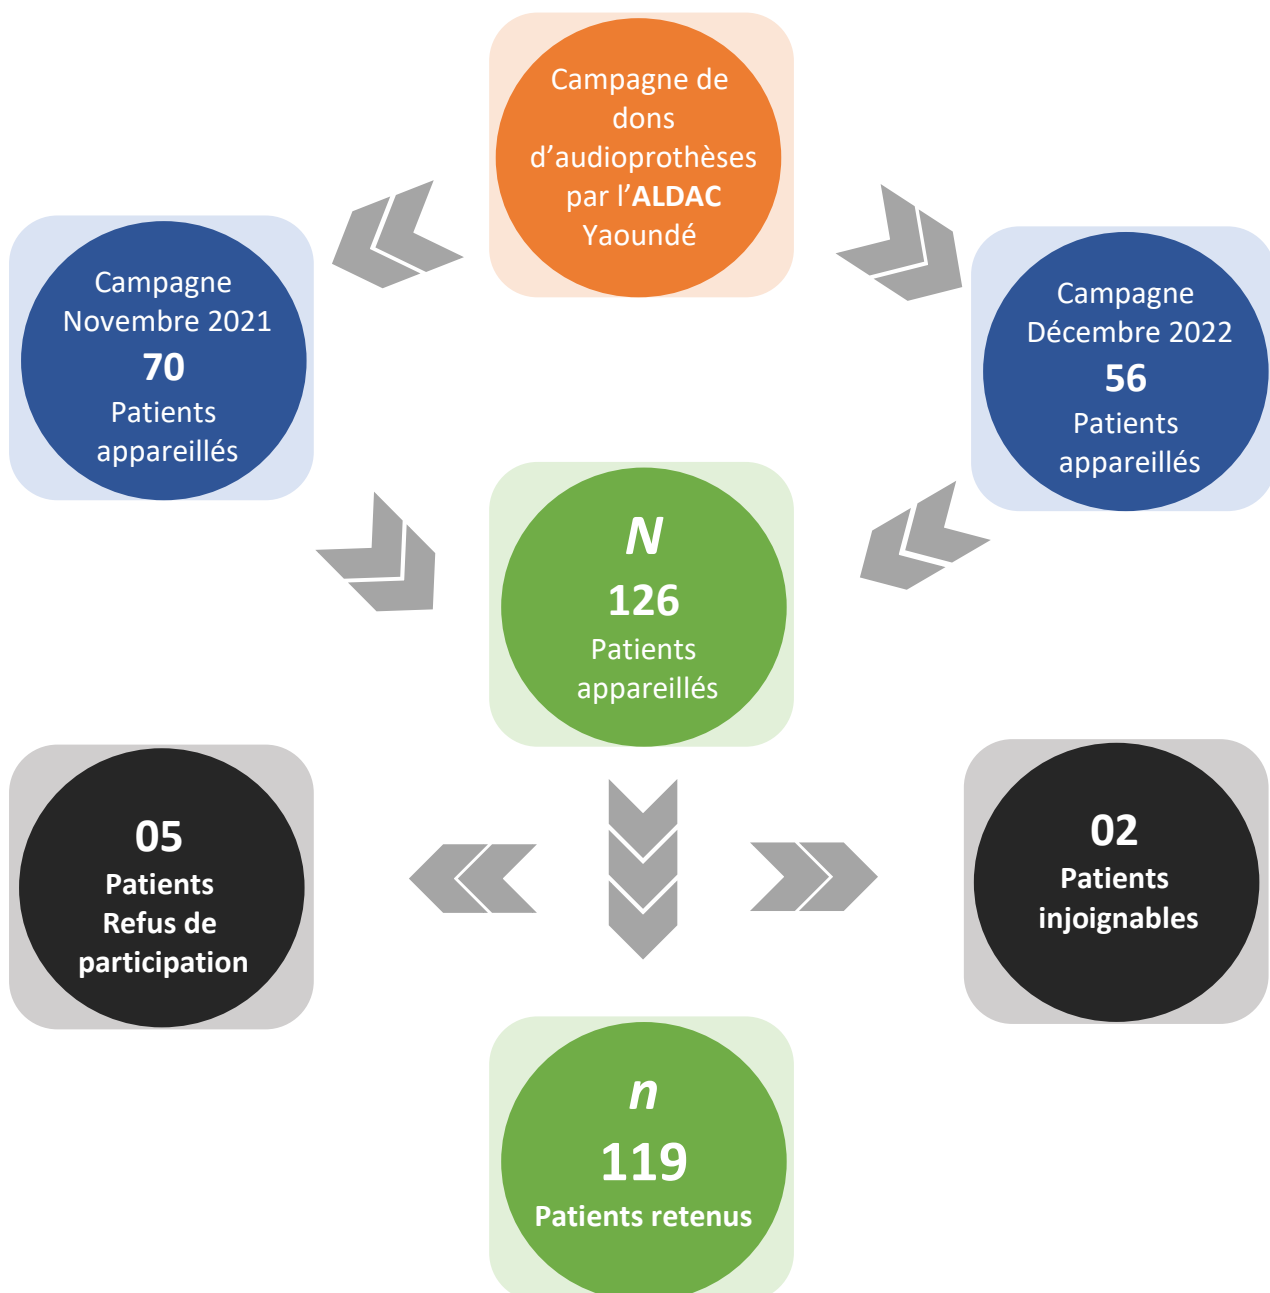 Campagne de
dons
d’audioprothèses
par l’ALDAC
Yaoundé
Campagne
Novembre 2021
70
Patients
appareillés
Campagne
Décembre 2022
56
Patients
appareillés
N
126
Patients
appareillés
05
Patients
Refus de
participation
02
Patients
injoignables
n
119
Patients retenus